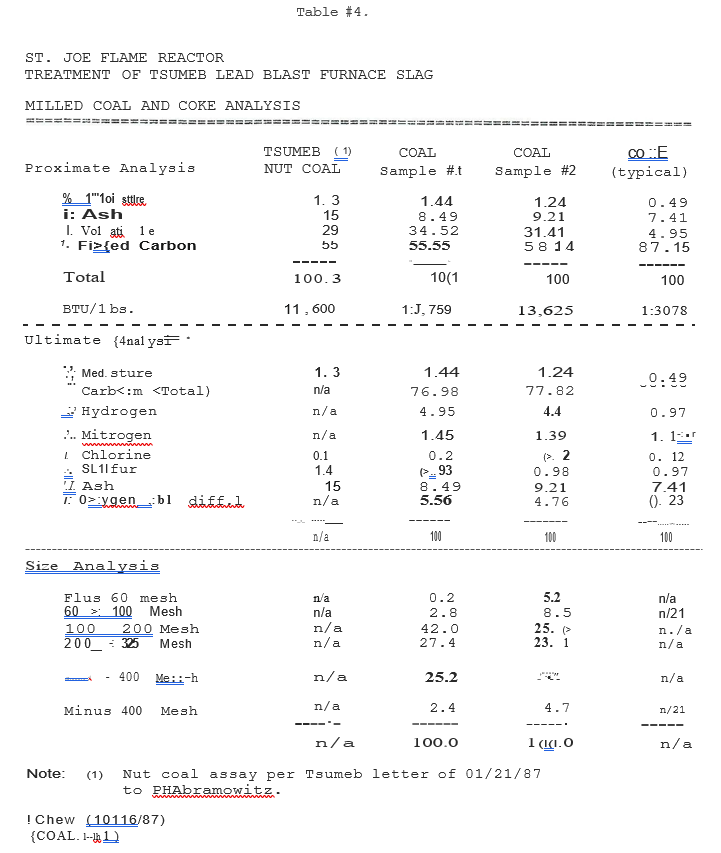 Table #4.
ST. JOE FLAME REACTOR
TREATMENT OF TSUMEB LEAD BLAST FURNACE SLAG
MILLED COAL AND COKE ANALYSIS
TSUMEB (1) COAL COAL co::E
Proximate Analysis NUT COAL Sample #.t Sample #2 (typical)
% 1"'1oi sttlre 1. 3 1.44 1.24 0.49
i: Ash 15 8.49 9.21 7.41
l. Vol ati l e 29 34.52 31.41 4.95
1. Fi>{ed Carbon 55 55.55 58 14 87.15
Total 100.3 10(1 100 100
BTU/1bs. 11,600 1:J,759 13,625 1:3078
Ultimate {4nalysi
Med. sture 1. 3 1.44 1.24 0.49
Carb<:m <Total) n/a 76.98 77.82
Hydrogen n/a 4.95 4.4 0.97
Mitrogen n/a 1.45 1.39 1. 1
Chlorine 0.1 0.2 (>. 2 0. 12
SL1lfur 1.4 (>.. 93 0.98 0.97
Ash 15 8.49 9.21 7.41
0>:ygen .:b1 diff.l n/a 5.56 4.76 (). 23
n/a 100 100 100
Size Analysis
Flus 60 mesh n/a 0.2 5.2 n/a
60 >: 100 Mesh n/a 2.8 8.5 n/21
100 200 Mesh n/a 42.0 25. (> n./a
200 Mesh n/a 27.4 23. 1 n/a
- 400 Me::-h n/a 25.2 n/a
Minus 400 Mesh n/a 2.4 4.7 n/21
n/a 100.0 n/a
Note: (1) Nut coal assay per Tsumeb letter of 01/21/87
to PHAbramowitz.
! Chew (10116/87)
{COAL.